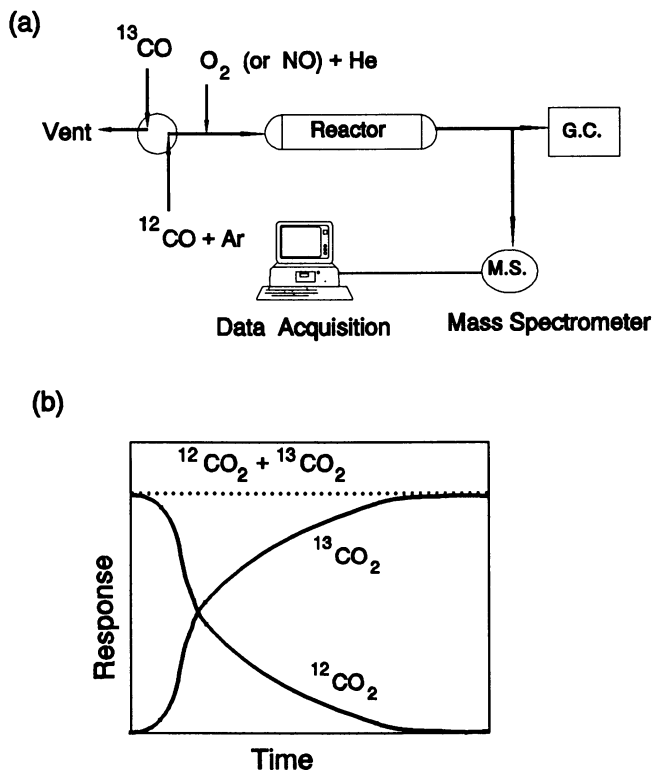 (a)
¹³CO
O₂ (or NO) + He
Vent
Reactor
G.C.
¹²CO + Ar
M.S.
Data Acquisition
Mass Spectrometer
(b)
¹²CO₂ + ¹³CO₂
¹³CO₂
¹²CO₂
Response
Time